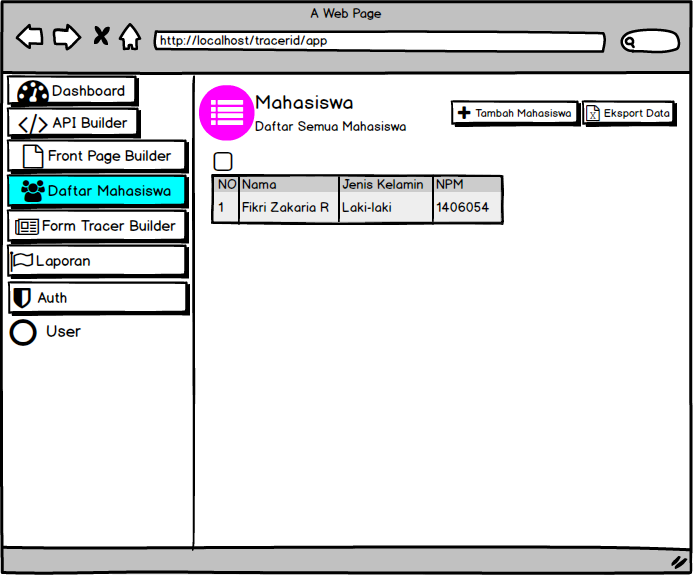 A Web Page
http://localhost/tracerid/app
Dashboard
API Builder
Front Page Builder
Daftar Mahasiswa
Form Tracer Builder
Laporan
Auth
User
Mahasiswa
Daftar Semua Mahasiswa
Tambah Mahasiswa
Eksport Data
NO Nama Jenis Kelamin NPM
1 Fikri Zakaria R Laki-laki 1406054